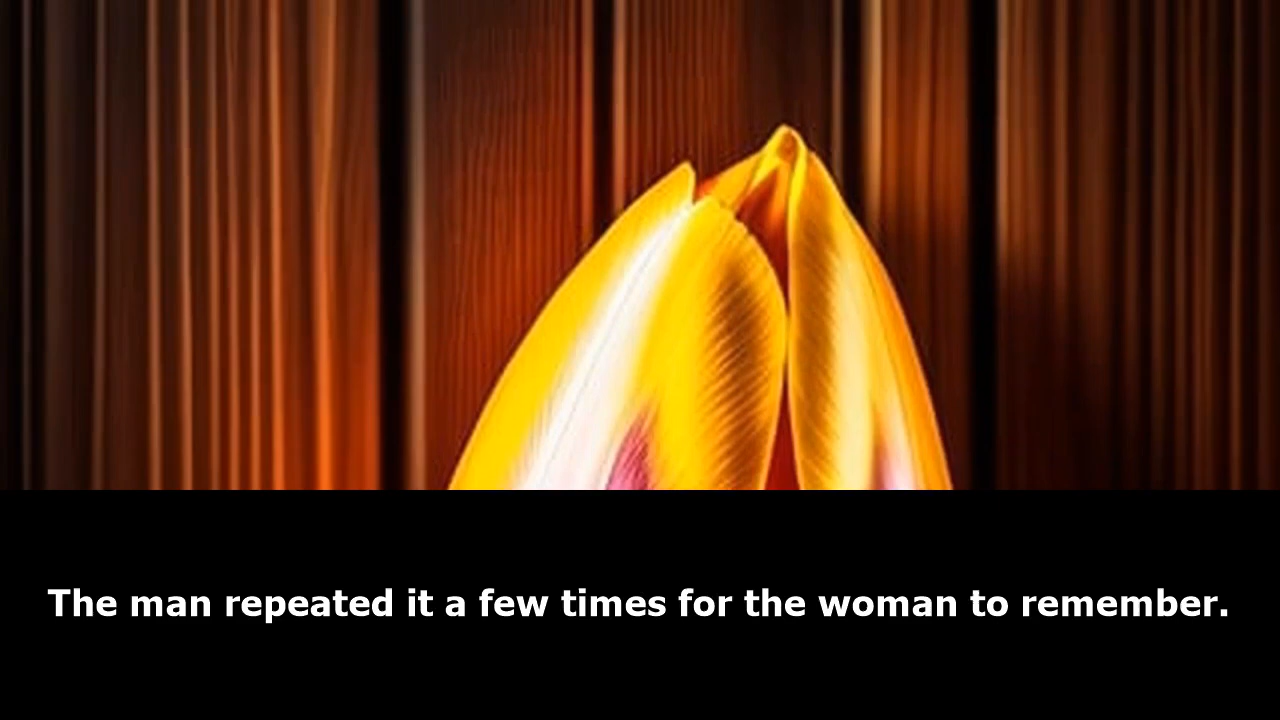 The man repeated it a few times for the woman to remember.